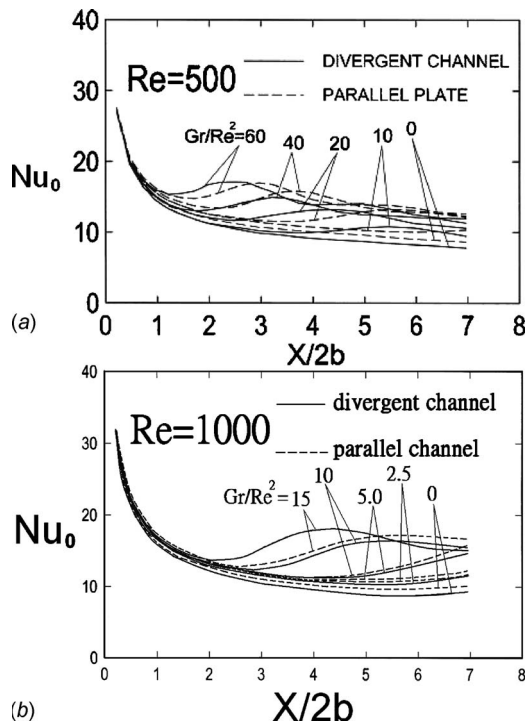 40
Re=500
DIVERGENT CHANNEL
PARALLEL PLATE
30
Gr/Re²=60
40
20
10
0
20
Nu₀
10
0
(a)
0 1 2 3 4 5 6 7 8
X/2b
40
divergent channel
Re=1000
parallel channel
30
Gr/Re²=15
10
5.0
2.5
0
20
Nu₀
10
0
0 1 2 3 4 5 6 7 8
(b)
X/2b